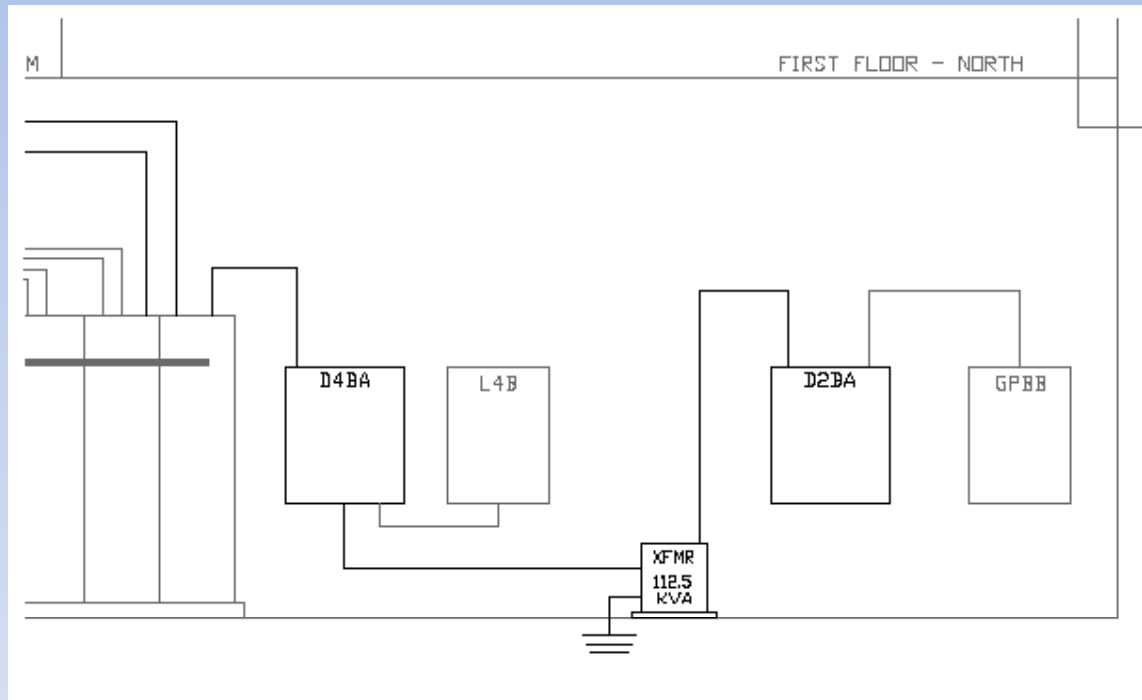 M
FIRST FLOOR - NORTH
D4BA
L4B
D2BA
GPBB
XFMR
112.5
KVA